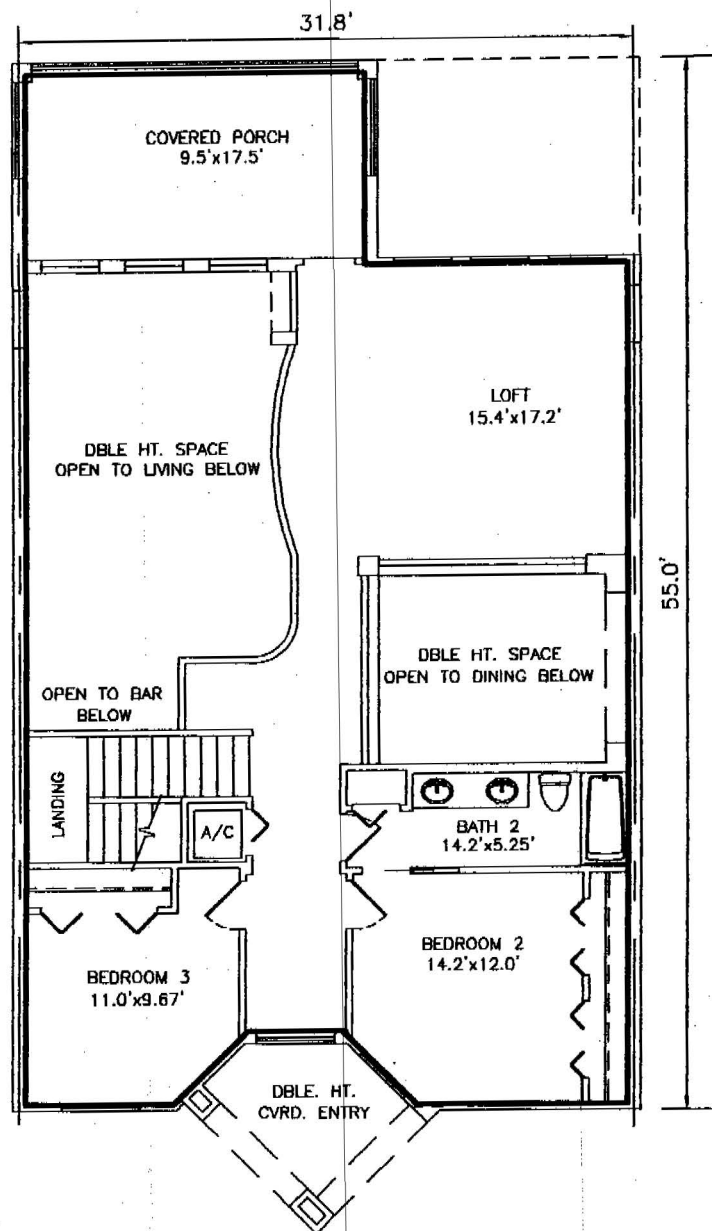 31.8'
COVERED PORCH
9.5'x17.5'
LOFT
15.4'x17.2'
DBLE HT. SPACE
OPEN TO LIVING BELOW
55.0'
DBLE HT. SPACE
OPEN TO DINING BELOW
OPEN TO BAR
BELOW
LANDING
A/C
BATH 2
14.2'x5.25'
BEDROOM 3
11.0'x9.67'
BEDROOM 2
14.2'x12.0'
DBLE. HT.
CVRD. ENTRY